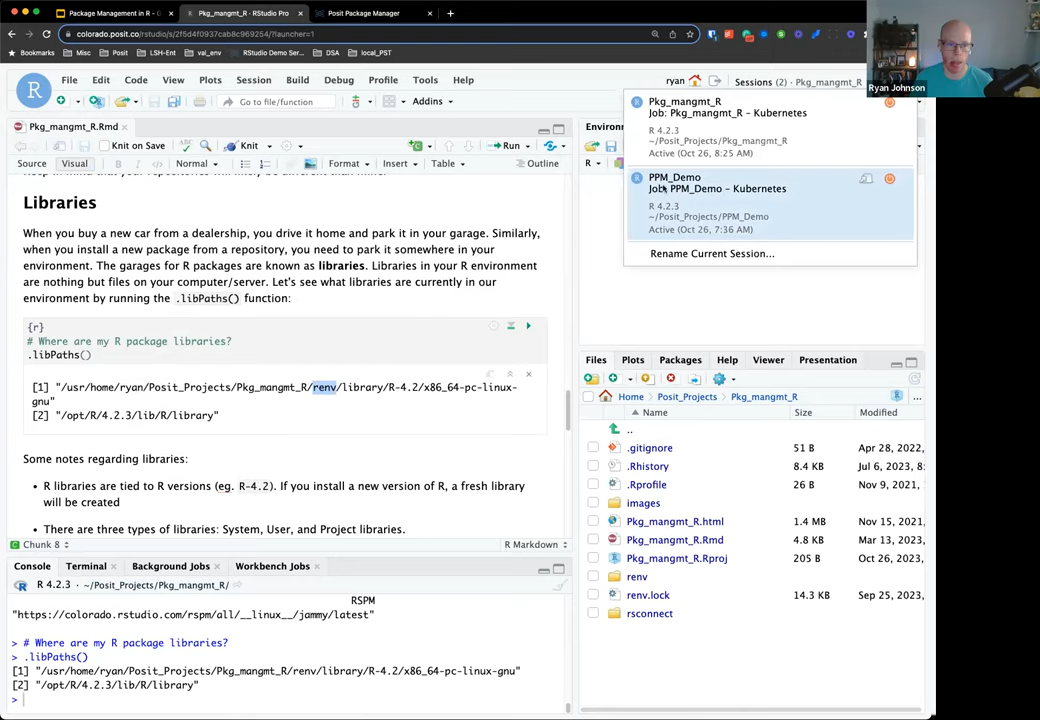 Package Management in R - G
Pkg_mangmt_R · RStudio Pro
Posit Package Manager
colorado.posit.co/rstudio/s/2f5d4f0937cab8c969254/?launcher=1
Bookmarks
Misc
Posit
LSH-Ent
val_env
RStudio Demo Ser...
DSA
local_PST
Ryan Johnson
R
File
Edit
Code
View
Plots
Session
Build
Debug
Profile
Tools
Help
ryan
Sessions (2)
Pkg_mangmt_R
Go to file/function
Addins
Pkg_mangmt_R.Rmd
Knit on Save
Knit
Run
Source
Visual
B
I
Normal
Format
Insert
Table
Outline
Libraries
When you buy a new car from a dealership, you drive it home and park it in your garage. Similarly,
when you install a new package from a repository, you need to park it somewhere in your
environment. The garages for R packages are known as libraries. Libraries in your R environment
are nothing but files on your computer/server. Let's see what libraries are currently in our
environment by running the .libPaths() function:
{r}
# Where are my R package libraries?
.libPaths()
[1] "/usr/home/ryan/Posit_Projects/Pkg_mangmt_R/renv/library/R-4.2/x86_64-pc-linux-
gnu"
[2] "/opt/R/4.2.3/lib/R/library"
Some notes regarding libraries:
• R libraries are tied to R versions (eg. R-4.2). If you install a new version of R, a fresh library
will be created
• There are three types of libraries: System, User, and Project libraries.
Chunk 8
R Markdown
Console
Terminal
Background Jobs
Workbench Jobs
R 4.2.3 · ~/Posit_Projects/Pkg_mangmt_R/
RSPM
"https://colorado.rstudio.com/rspm/all/__linux__/jammy/latest"
> # Where are my R package libraries?
> .libPaths()
[1] "/usr/home/ryan/Posit_Projects/Pkg_mangmt_R/renv/library/R-4.2/x86_64-pc-linux-gnu"
[2] "/opt/R/4.2.3/lib/R/library"
>
Environ
R
Pkg_mangmt_R
Job: Pkg_mangmt_R – Kubernetes
R 4.2.3
~/Posit_Projects/Pkg_mangmt_R
Active (Oct 26, 8:25 AM)
PPM_Demo
Job: PPM_Demo – Kubernetes
R 4.2.3
~/Posit_Projects/PPM_Demo
Active (Oct 26, 7:36 AM)
Rename Current Session...
Files
Plots
Packages
Help
Viewer
Presentation
Home
Posit_Projects
Pkg_mangmt_R
Name
Size
Modified
..
.gitignore
51 B
Apr 28, 2022,
.Rhistory
8.4 KB
Jul 6, 2023, 8:
.Rprofile
26 B
Nov 9, 2021,
images
Pkg_mangmt_R.html
1.4 MB
Nov 15, 2021,
Pkg_mangmt_R.Rmd
4.8 KB
Mar 13, 2023,
Pkg_mangmt_R.Rproj
205 B
Oct 26, 2023,
renv
renv.lock
14.3 KB
Sep 25, 2023,
rsconnect